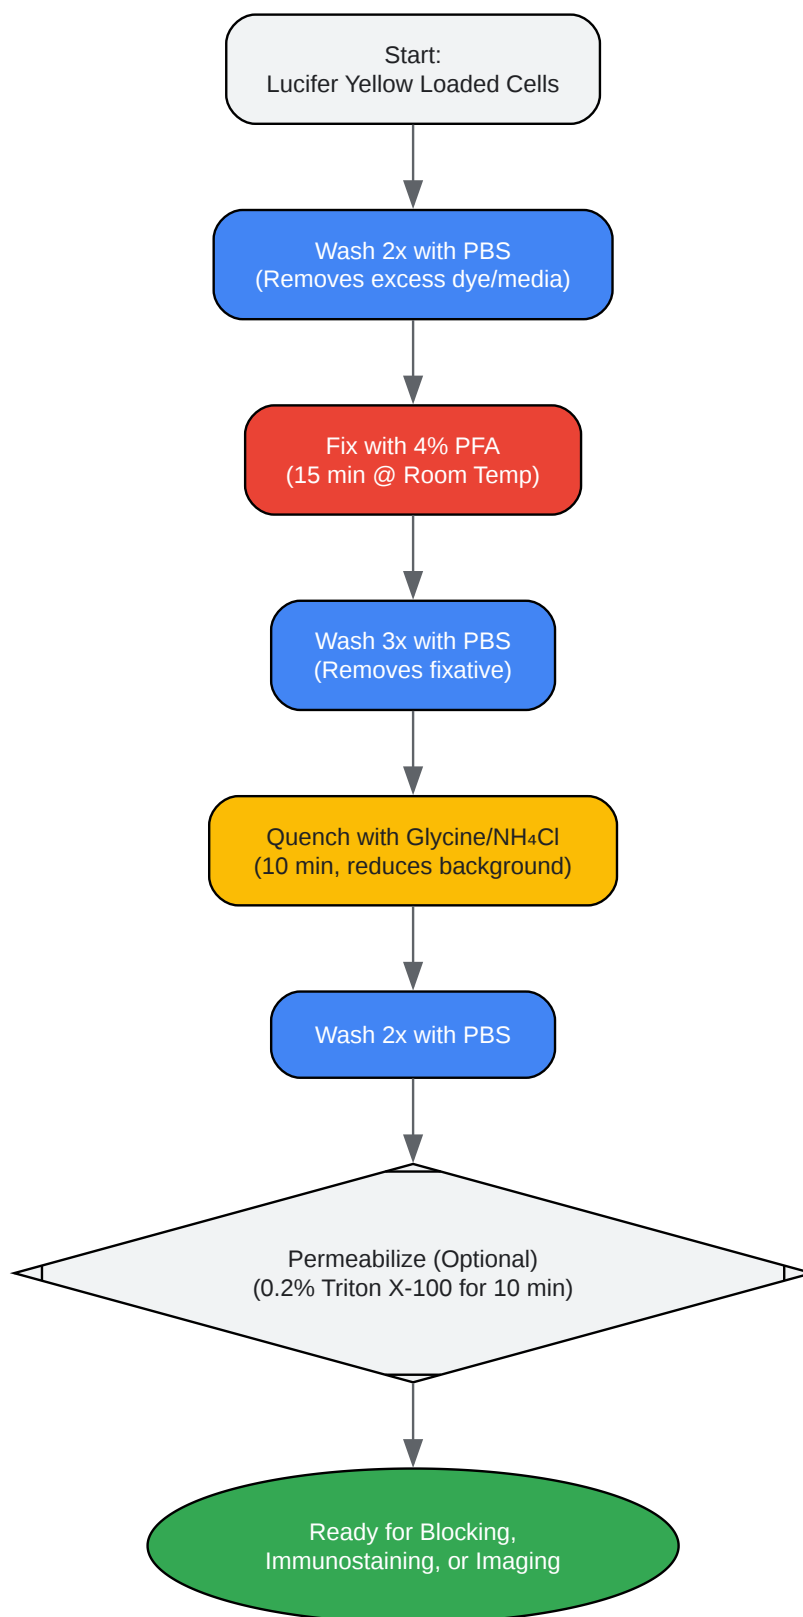 Start:
Lucifer Yellow Loaded Cells
Wash 2x with PBS
(Removes excess dye/media)
Fix with 4% PFA
(15 min @ Room Temp)
Wash 3x with PBS
(Removes fixative)
Quench with Glycine/NH₄Cl
(10 min, reduces background)
Wash 2x with PBS
Permeabilize (Optional)
(0.2% Triton X-100 for 10 min)
Ready for Blocking,
Immunostaining, or Imaging